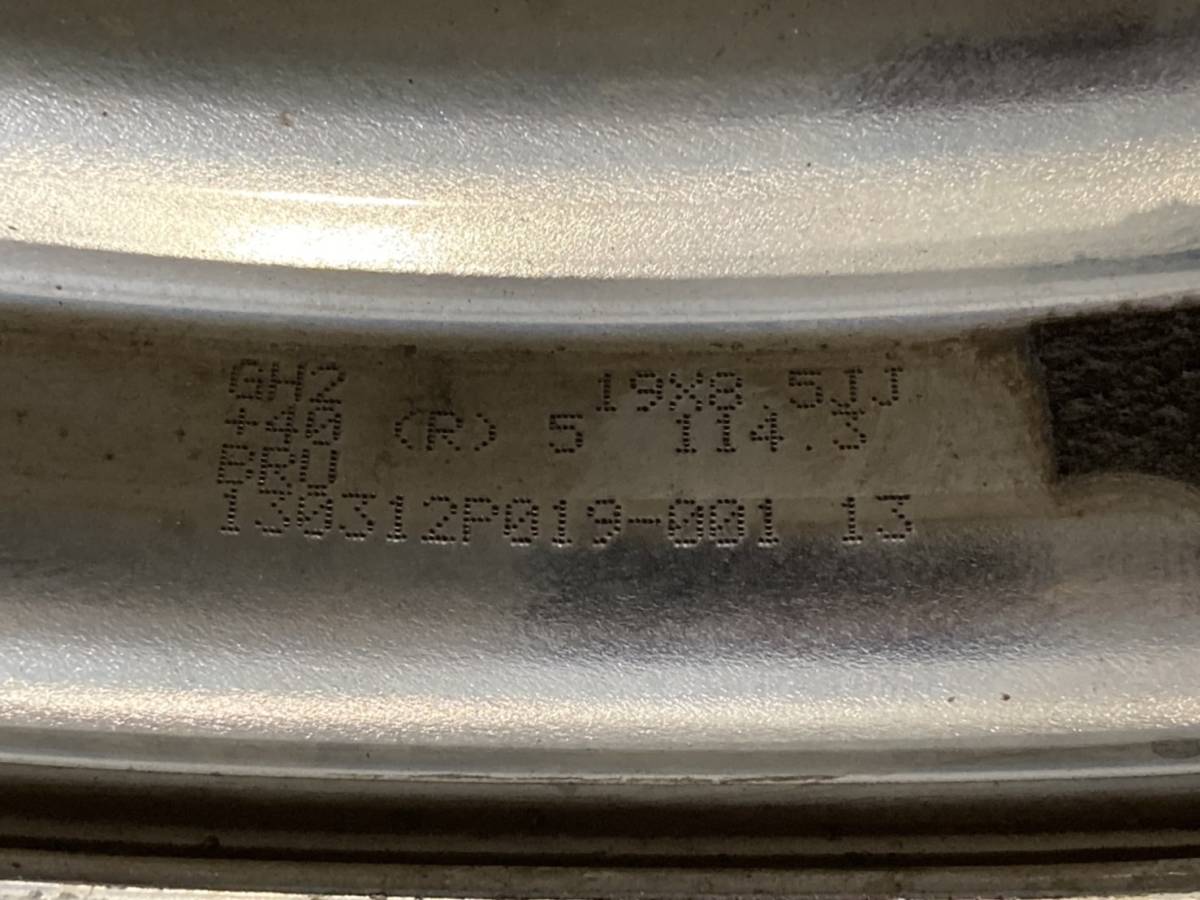 GH2 19X8.5JJ
+40 (R) 5 114.3
BRU
130312P019-001 13